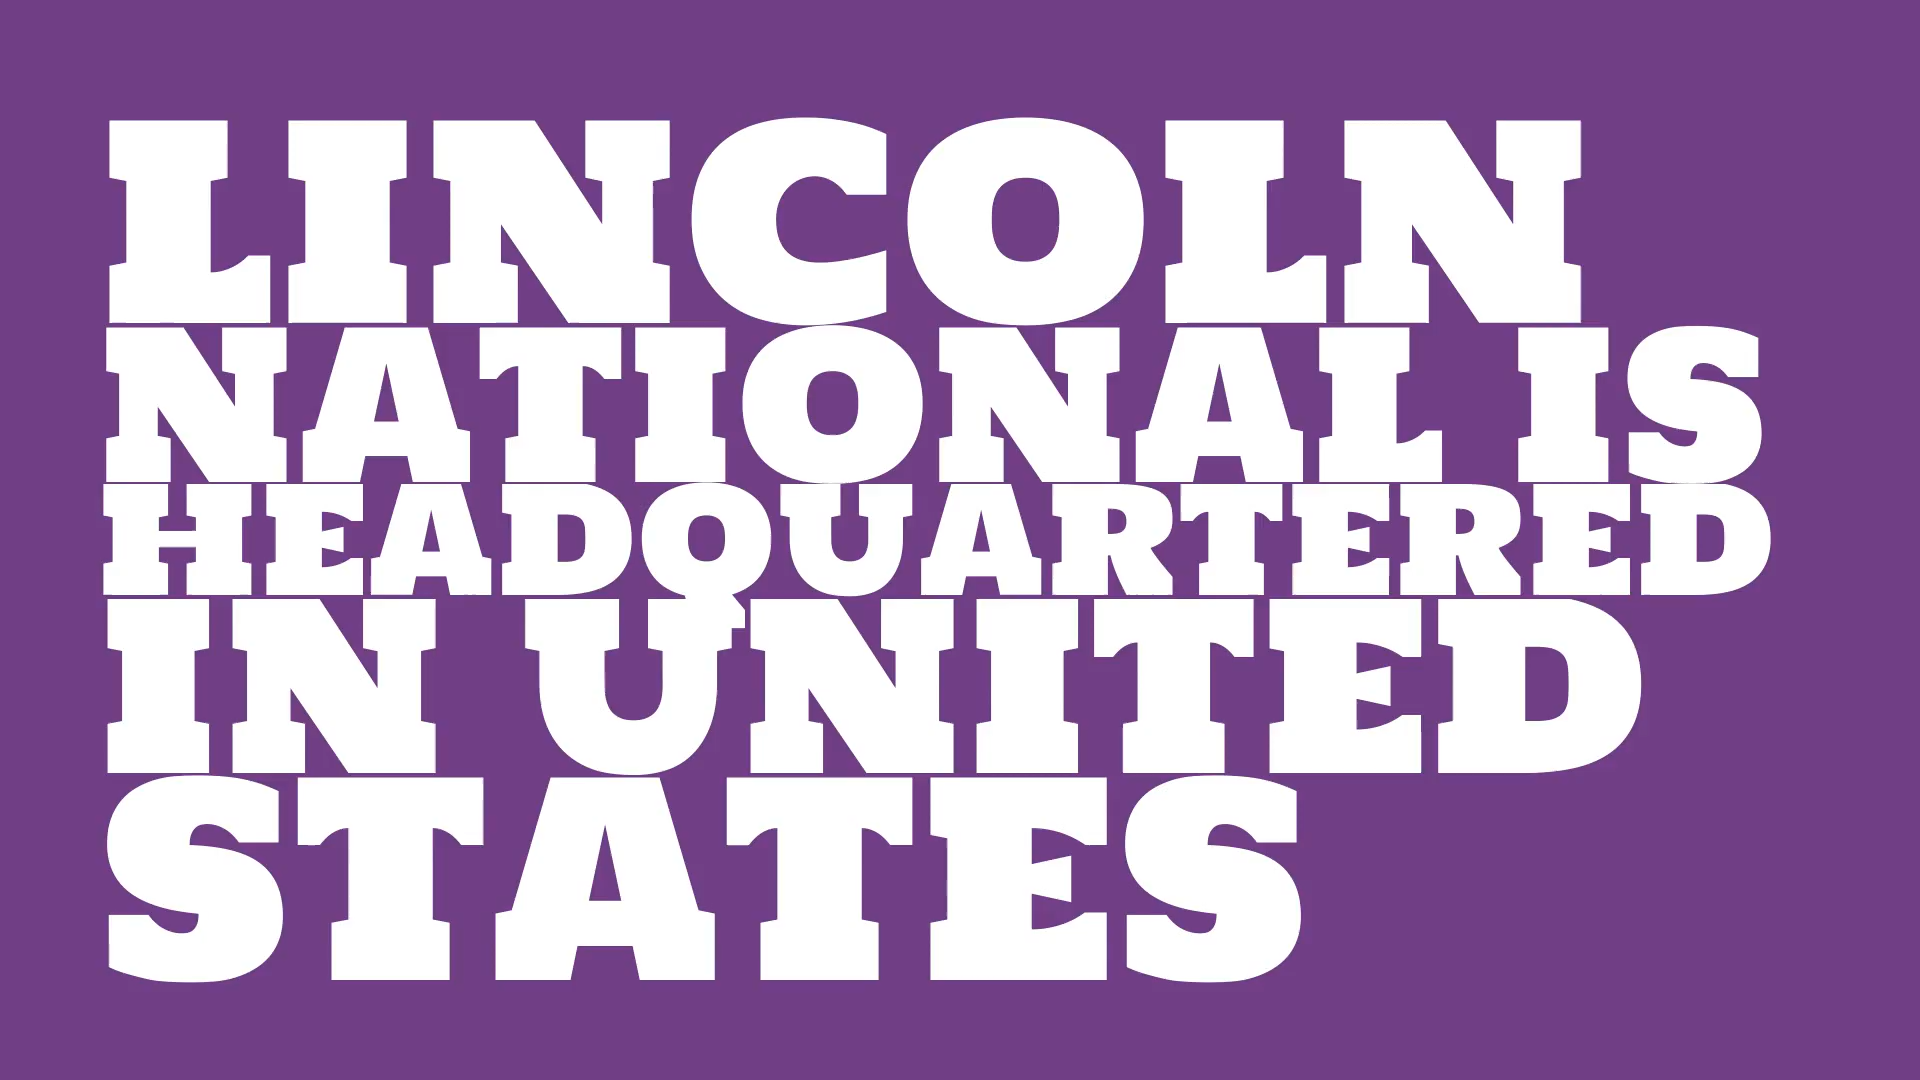 LINCOLN
NATIONAL IS
HEADQUARTERED
IN UNITED
STATES